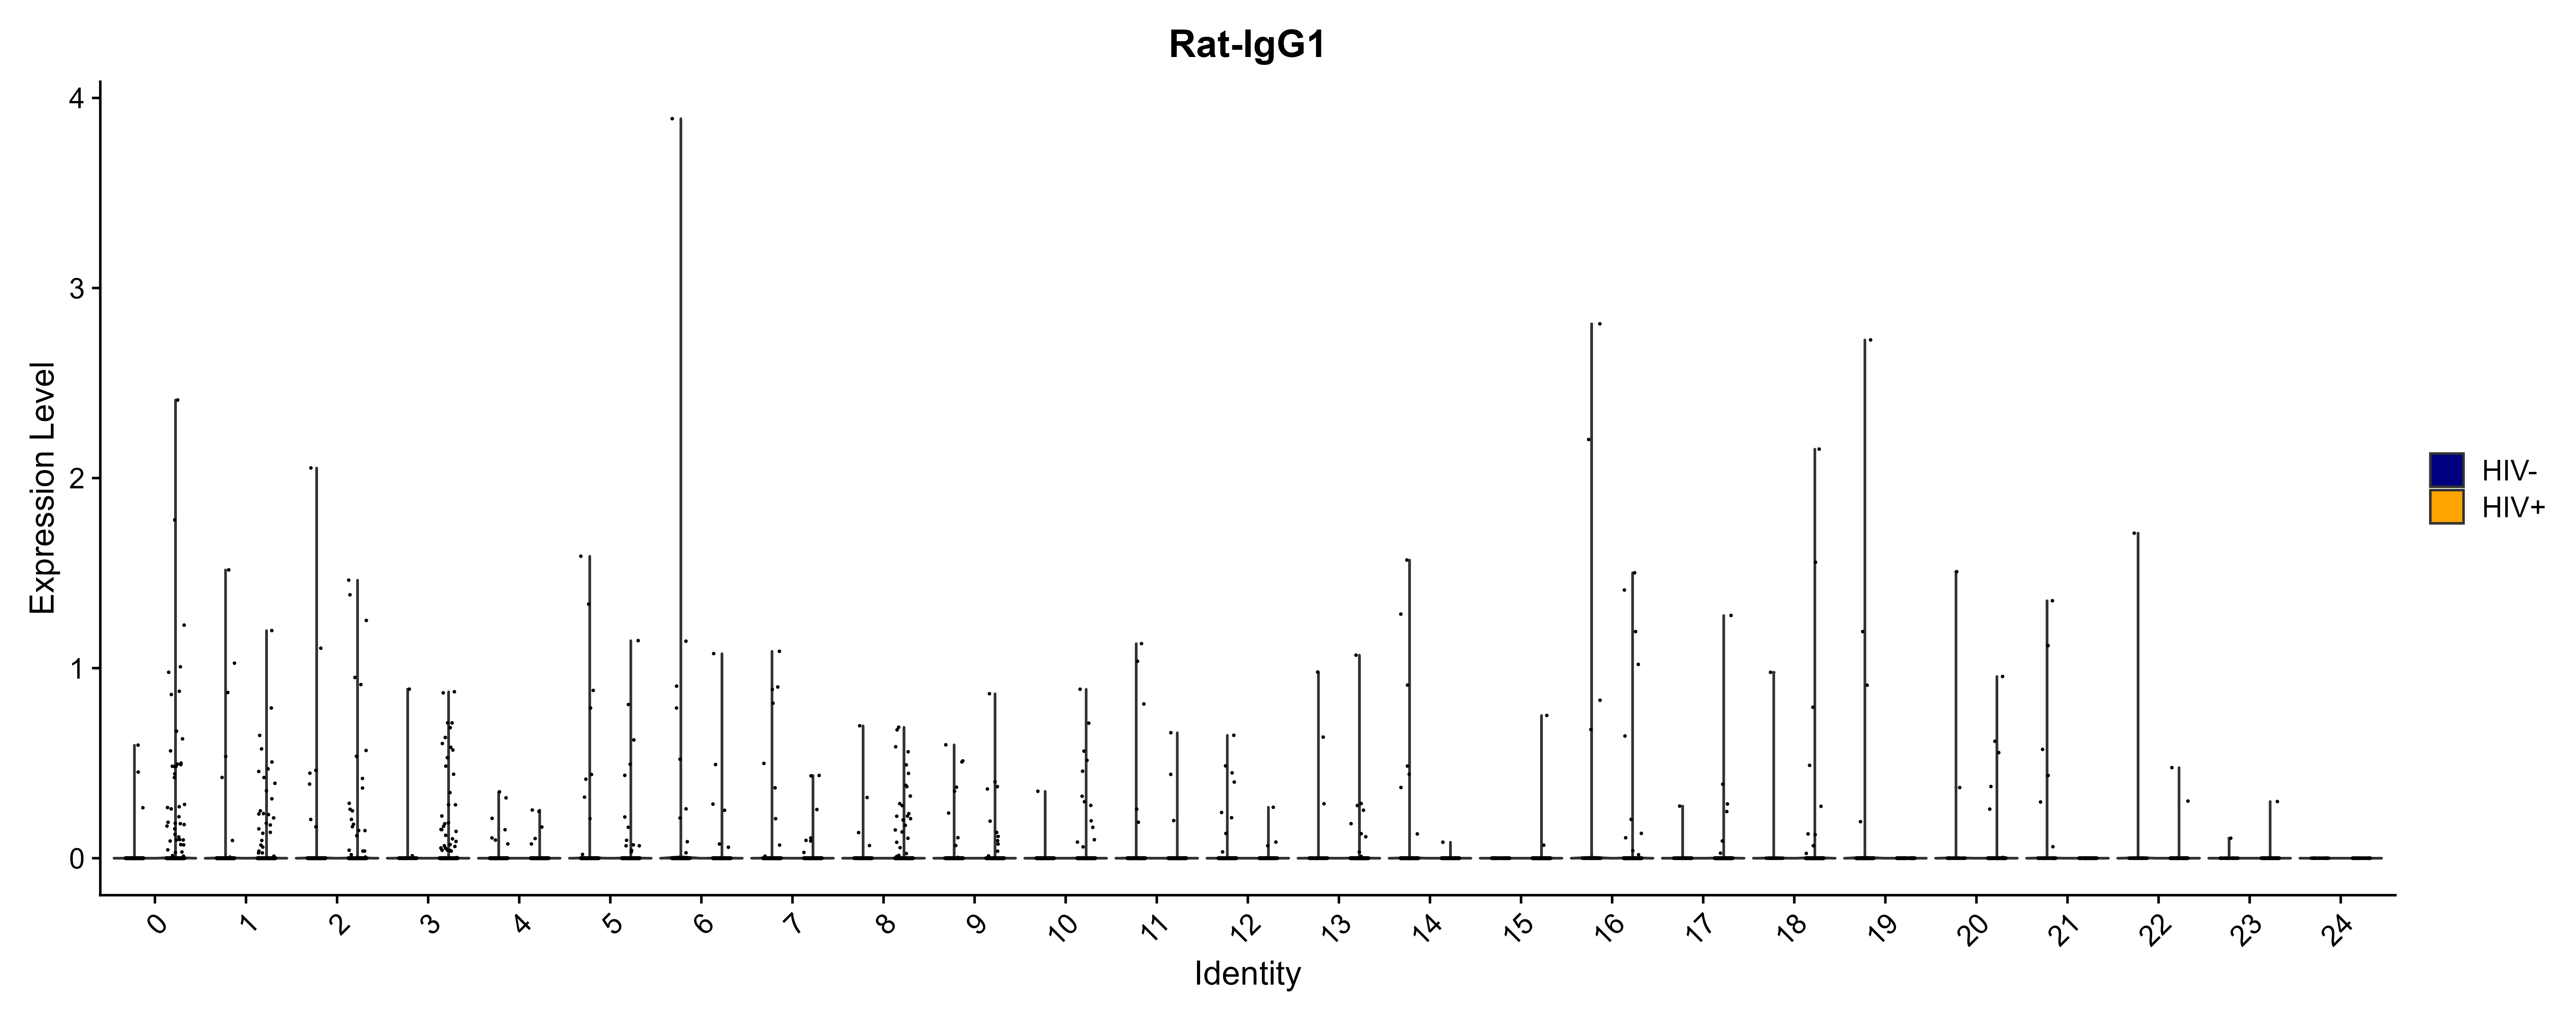 Rat-IgG1
Expression Level
4
3
2
1
0
0 1 2 3 4 5 6 7 8 9 10 11 12 13 14 15 16 17 18 19 20 21 22 23 24
Identity
HIV-
HIV+